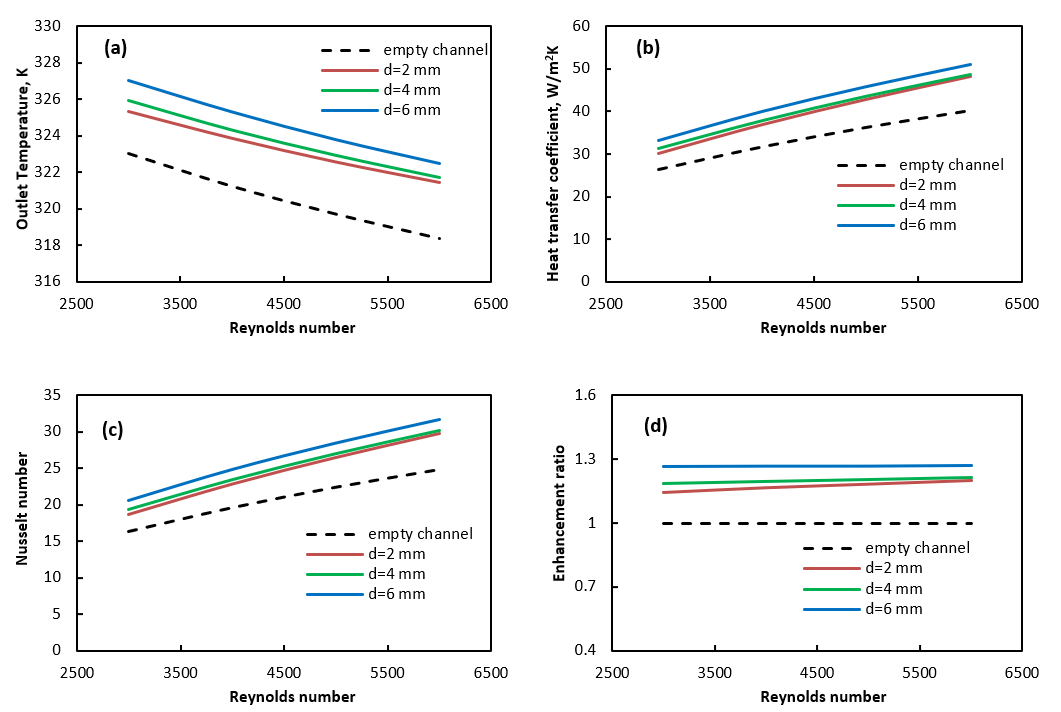 (a)
Outlet Temperature, K
330
328
326
324
322
320
318
316
empty channel
d=2 mm
d=4 mm
d=6 mm
2500 3500 4500 5500 6500
Reynolds number
(b)
Heat transfer coefficient, W/m²K
60
50
40
30
20
10
0
empty channel
d=2 mm
d=4 mm
d=6 mm
2500 3500 4500 5500 6500
Reynolds number
(c)
Nusselt number
35
30
25
20
15
10
5
0
empty channel
d=2 mm
d=4 mm
d=6 mm
2500 3500 4500 5500 6500
Reynolds number
(d)
Enhancement ratio
1.6
1.3
1
0.7
0.4
empty channel
d=2 mm
d=4 mm
d=6 mm
2500 3500 4500 5500 6500
Reynolds number